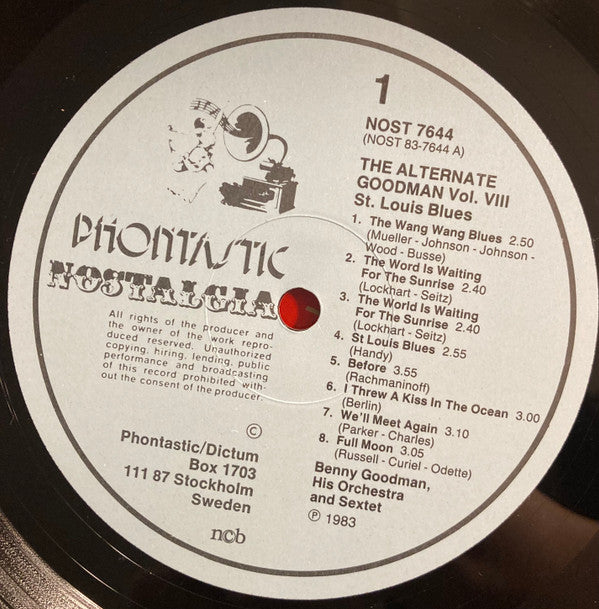 1
NOST 7644
(NOST 83-7644 A)
THE ALTERNATE
GOODMAN Vol. VIII
St. Louis Blues
1. The Wang Wang Blues 2.50
(Mueller - Johnson - Johnson -
Wood - Busse)
2. The Word Is Waiting
For The Sunrise 2.40
(Lockhart - Seitz)
3. The World Is Waiting
For The Sunrise 2.40
(Lockhart - Seitz)
4. St Louis Blues 2.55
(Handy)
5. Before 3.55
(Rachmaninoff)
6. I Threw A Kiss In The Ocean 3.00
(Berlin)
7. We'll Meet Again 3.10
(Parker - Charles)
8. Full Moon 3.05
(Russell - Curiel - Odette)
Benny Goodman,
His Orchestra
and Sextet
℗ 1983
PHONTASTIC
NOSTALGIA
All rights of the producer and
the owner of the work repro-
duced reserved. Unauthorized
copying, hiring, lending, public
performance and broadcasting
of this record prohibited with-
out the consent of the producer.
©
Phontastic/Dictum
Box 1703
111 87 Stockholm
Sweden
ncb